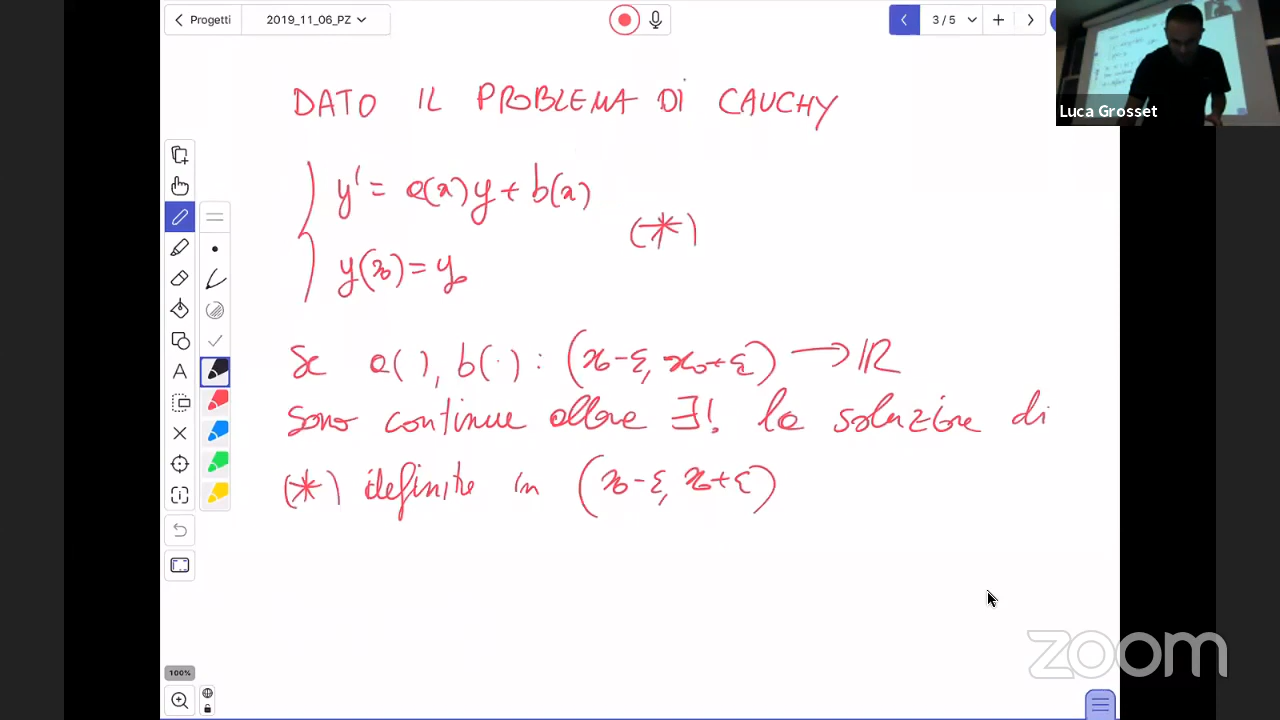 Progetti
2019_11_06_PZ
3/5
Luca Grosset
DATO IL PROBLEMA DI CAUCHY
y' = a(x)y + b(x)
(*)
y(x₀) = y₀
Se a( ), b(·) : (x₀-ε, x₀+ε) → ℝ
sono continue allora ∃! la soluzione di
(*) definita in (x₀-ε, x₀+ε)
A
100%
zoom